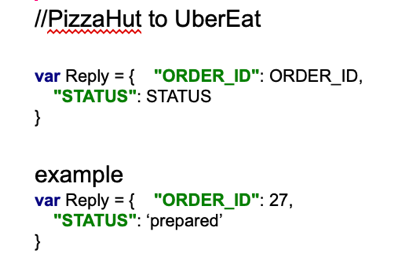 //PizzaHut to UberEat
var Reply = { "ORDER_ID": ORDER_ID,
"STATUS": STATUS
}
example
var Reply = { "ORDER_ID": 27,
"STATUS": ‘prepared’
}